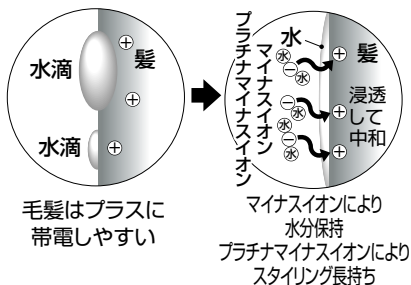 水滴
水滴
髪
+
+
+
毛髪はプラスに
帯電しやすい
プラチナマイナスイオン
マイナスイオン
水
水
−
水
−
水
−
水
+
+
+
髪
浸透
して
中和
マイナスイオンにより
水分保持
プラチナマイナスイオンにより
スタイリング長持ち